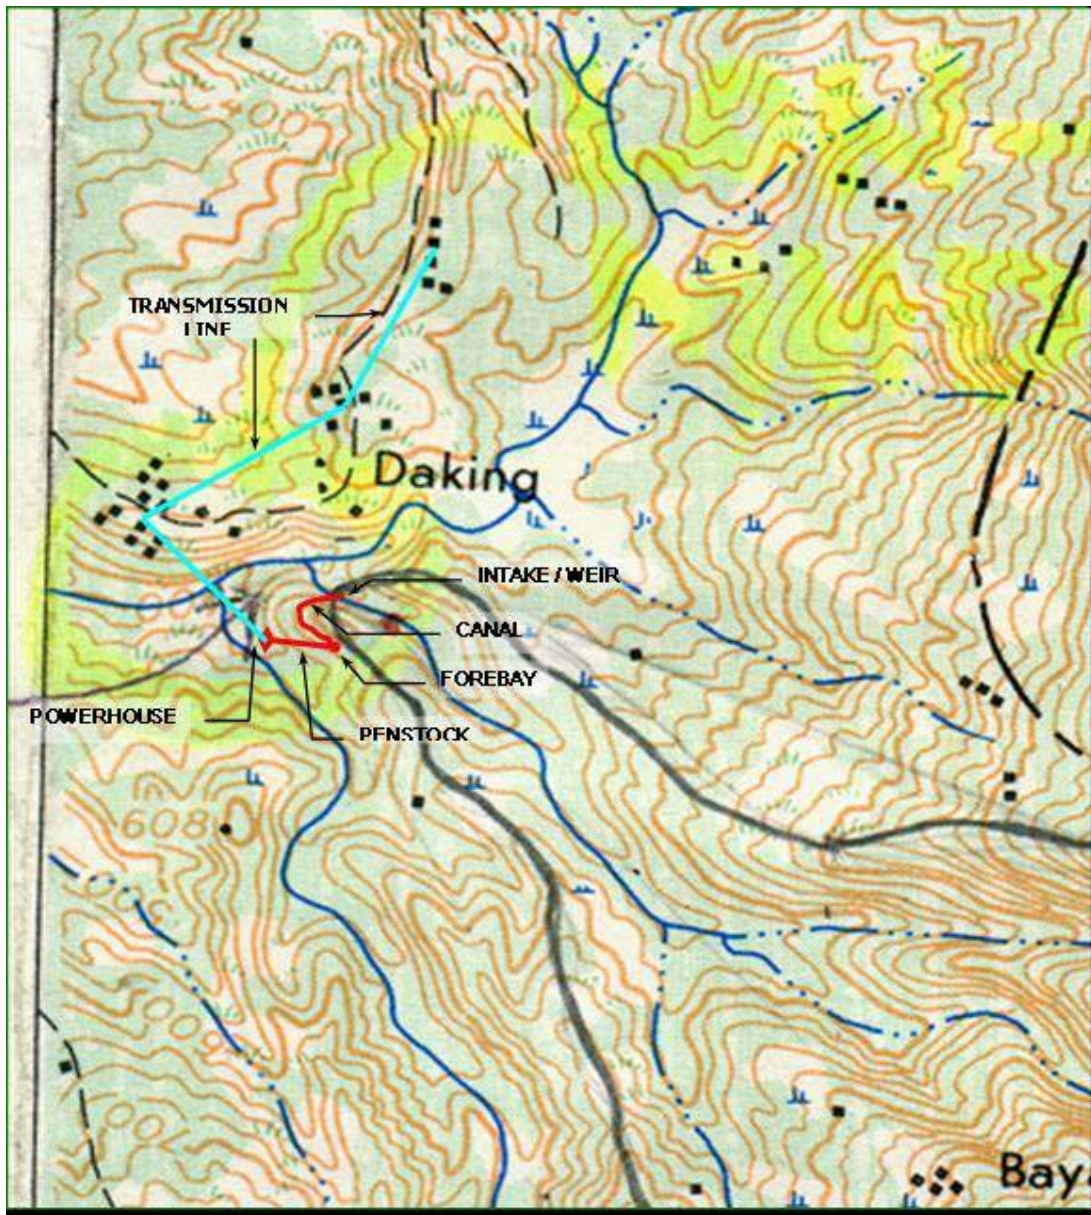 TRANSMISSION
LINE
Daking
INTAKE / WEIR
CANAL
FOREBAY
POWERHOUSE
PENSTOCK
608
Bay